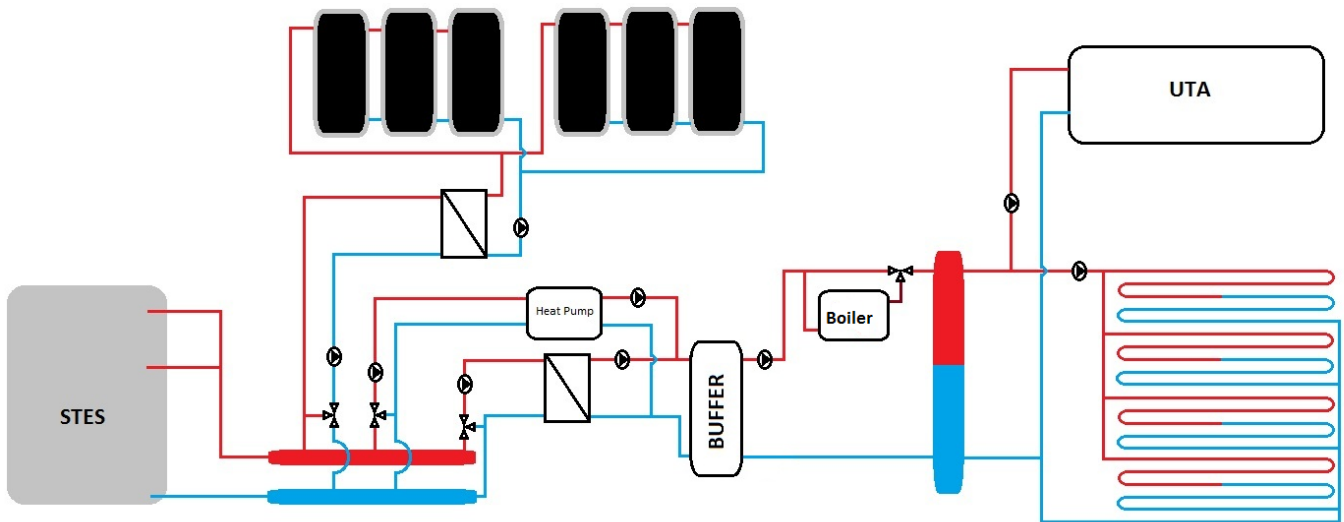 UTA
Heat Pump
Boiler
STES
BUFFER